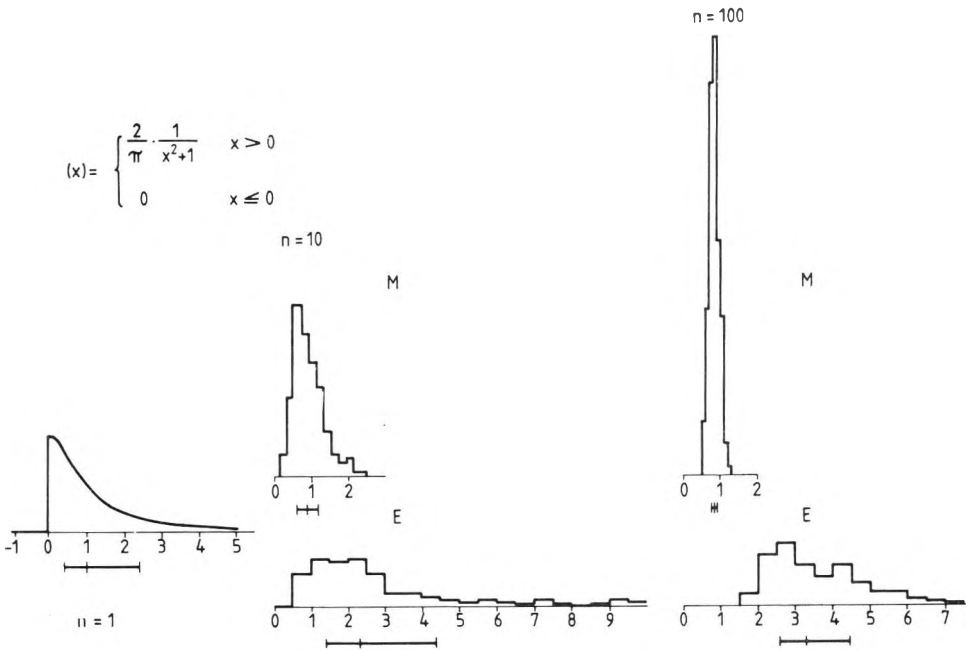 n = 100
(x) = { 2/π · 1/(x²+1) x > 0
0 x ≤ 0
n = 10
M
M
0 1 2
0 1 2
E
E
-1 0 1 2 3 4 5
0 1 2 3 4 5 6 7 8 9
0 1 2 3 4 5 6 7
n = 1